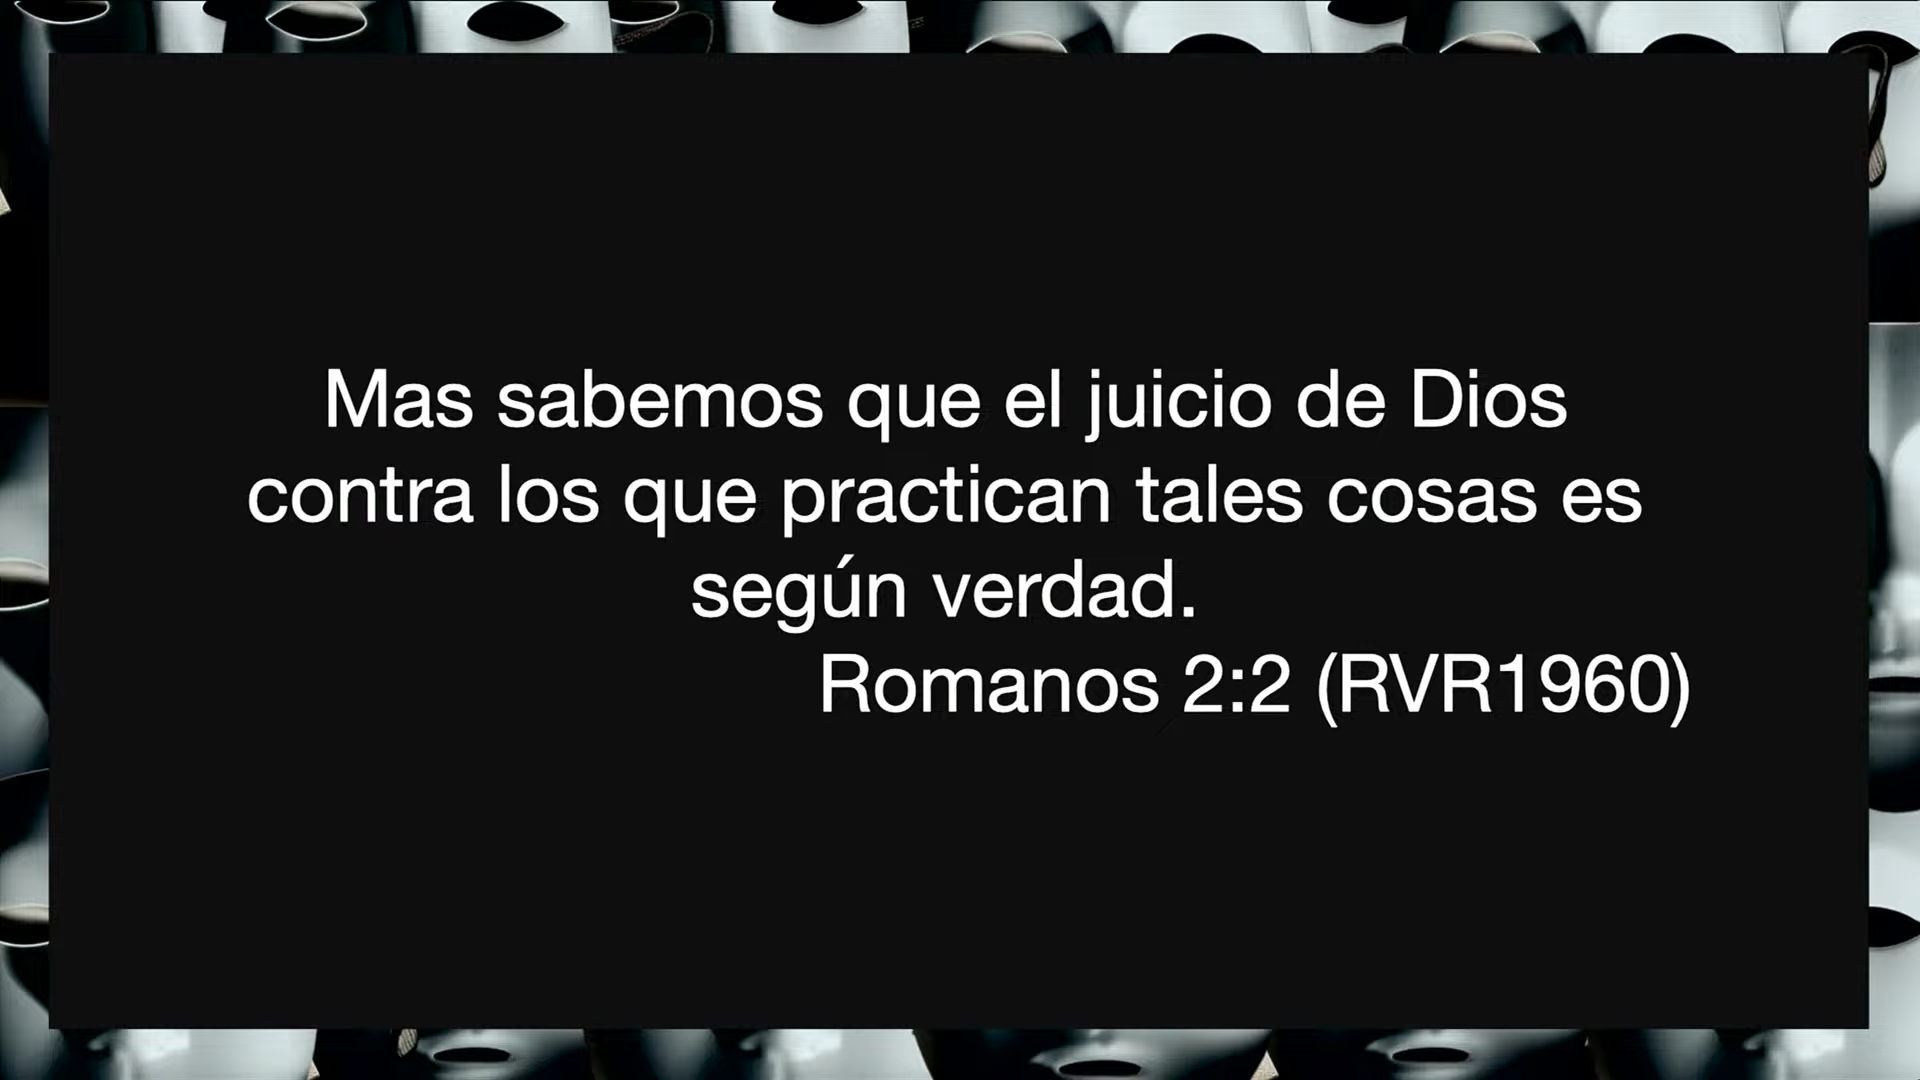 Mas sabemos que el juicio de Dios
contra los que practican tales cosas es
según verdad.
Romanos 2:2 (RVR1960)